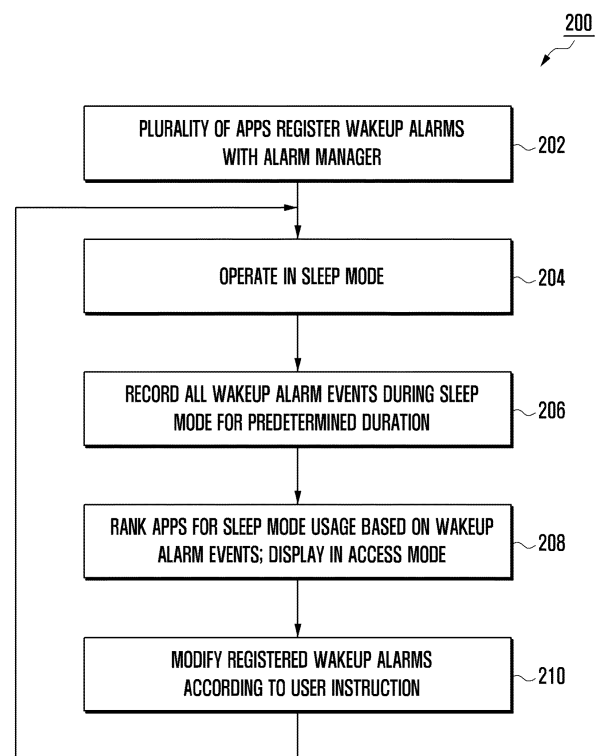 200
PLURALITY OF APPS REGISTER WAKEUP ALARMS
WITH ALARM MANAGER
202
OPERATE IN SLEEP MODE
204
RECORD ALL WAKEUP ALARM EVENTS DURING SLEEP
MODE FOR PREDETERMINED DURATION
206
RANK APPS FOR SLEEP MODE USAGE BASED ON WAKEUP
ALARM EVENTS; DISPLAY IN ACCESS MODE
208
MODIFY REGISTERED WAKEUP ALARMS
ACCORDING TO USER INSTRUCTION
210